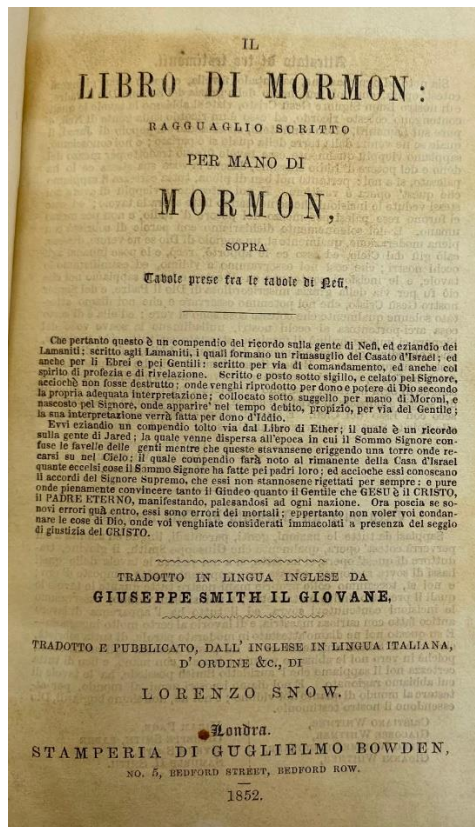 IL
LIBRO DI MORMON:
RAGGUAGLIO SCRITTO
PER MANO DI
MORMON,
SOPRA
Tavole prese fra le tavole di Nefi.
Che pertanto questo è un compendio del ricordo sulla gente di Nefi, ed eziandio dei
Lamaniti: scritto agli Lamaniti, i quali formano un rimasuglio del Casato d'Israel; ed
anche per li Ebrei e pei Gentili: scritto per via di comandamento, ed anche col
spirito di profezia e di rivelazione. Scritto e posto sotto sigillo, e celato pel Signore,
acciochè non fosse destrutto; onde venghi riprodotto per dono e potere di Dio secondo
la propria adequata interpretazione; collocato sotto suggello per mano di Moroni, e
nascosto pel Signore, onde apparire' nel tempo debito, propizio, per via del Gentile;
la sua interpretazione verrà fatta per dono d'Iddio.
Evvi eziandio un compendio tolto via dal Libro di Ether; il quale è un ricordo
sulla gente di Jared; la quale venne dispersa all'epoca in cui il Sommo Signore con-
fuse le favelle delle genti mentre che queste stavansene eriggendo una torre onde re-
carsi su nel Cielo; il quale compendio farà noto al rimanente della Casa d'Israel
quante eccelsi cose il Sommo Signore ha fatte pei padri loro; ed acciochè essi conoscano
li accordi del Signore Supremo, che essi non stannosene rigettati per sempre: e pure
onde pienamente convincere tanto il Giudeo quanto il Gentile che GESU è il CRISTO,
il PADRE ETERNO, manifestando, palesandosi ad ogni nazione. Ora poscia se so-
novi errori quà entro, essi sono errori dei mortali; eppertanto non voler voi condan-
nare le cose di Dio, onde voi venghiate considerati immacolati a presenza del seggio
di giustizia del CRISTO.
TRADOTTO IN LINGUA INGLESE DA
GIUSEPPE SMITH IL GIOVANE,
TRADOTTO E PUBBLICATO, DALL' INGLESE IN LINGUA ITALIANA,
D' ORDINE &C., DI
LORENZO SNOW.
Londra.
STAMPERIA DI GUGLIELMO BOWDEN,
NO. 5, BEDFORD STREET, BEDFORD ROW.
1852.